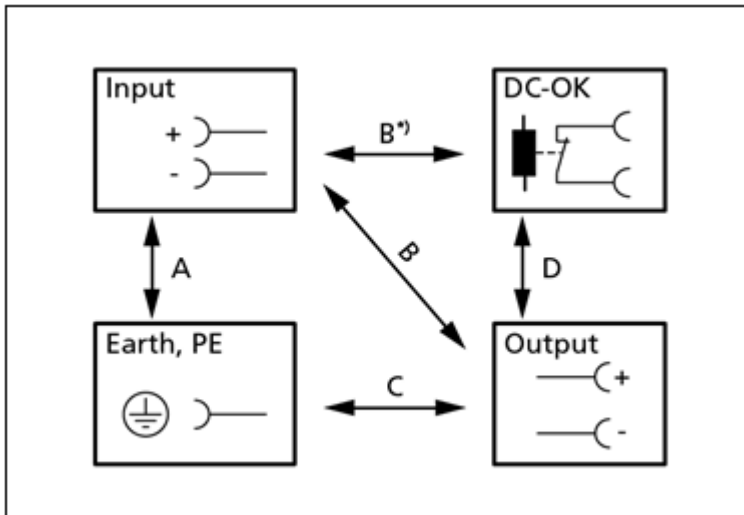 Input
+
-
B*)
DC-OK
A
B
D
Earth, PE
C
Output
+
-